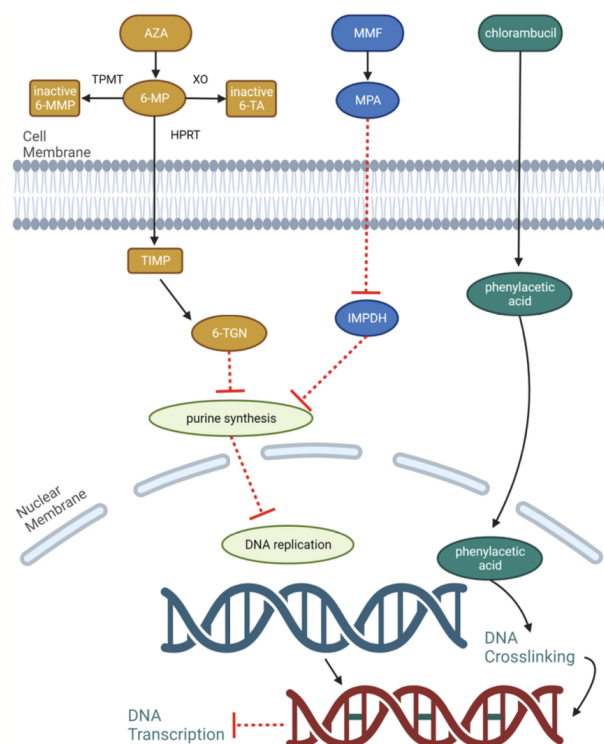 AZA
MMF
chlorambucil
TPMT
XO
inactive
6-MMP
6-MP
inactive
6-TA
MPA
HPRT
Cell
Membrane
TIMP
phenylacetic
acid
6-TGN
IMPDH
purine synthesis
Nuclear
Membrane
DNA replication
phenylacetic
acid
DNA
Crosslinking
DNA
Transcription